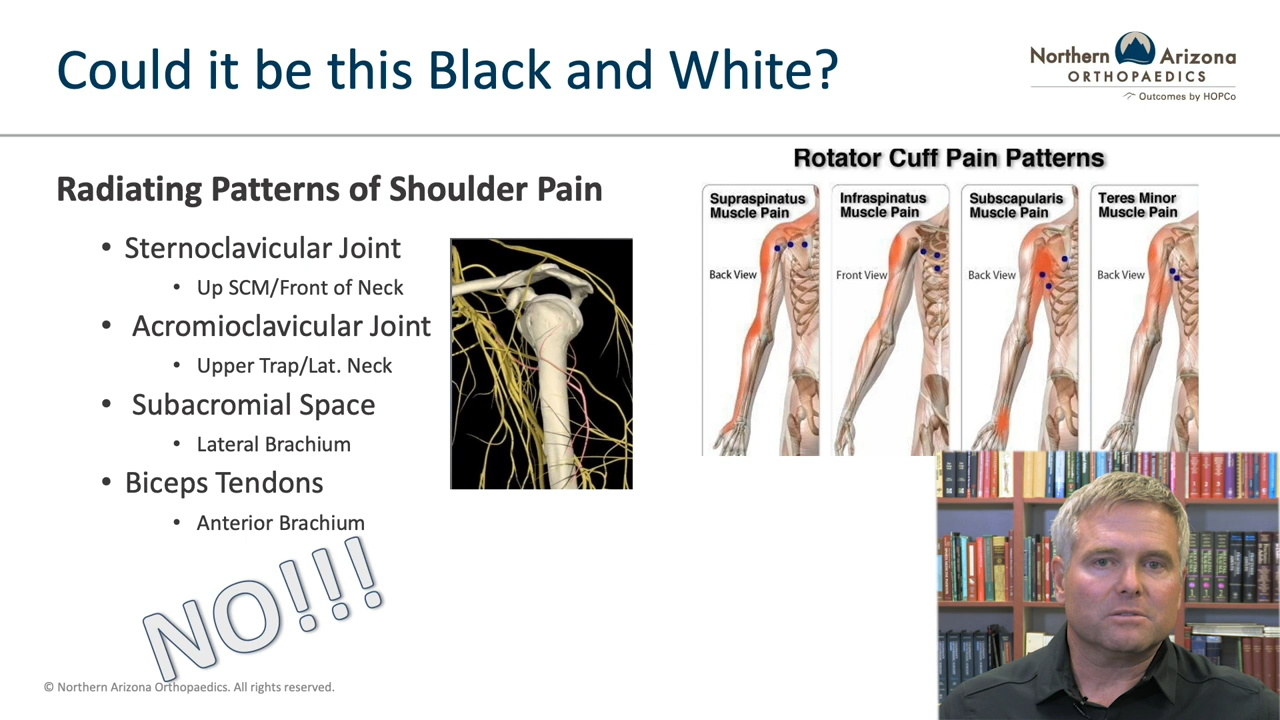 Could it be this Black and White?
Northern Arizona
ORTHOPAEDICS
Outcomes by HOPCo
Radiating Patterns of Shoulder Pain
• Sternoclavicular Joint
• Up SCM/Front of Neck
• Acromioclavicular Joint
• Upper Trap/Lat. Neck
• Subacromial Space
• Lateral Brachium
• Biceps Tendons
• Anterior Brachium
NO!!!
Rotator Cuff Pain Patterns
Supraspinatus
Muscle Pain
Back View
Infraspinatus
Muscle Pain
Front View
Subscapularis
Muscle Pain
Back View
Teres Minor
Muscle Pain
Back View
© Northern Arizona Orthopaedics. All rights reserved.